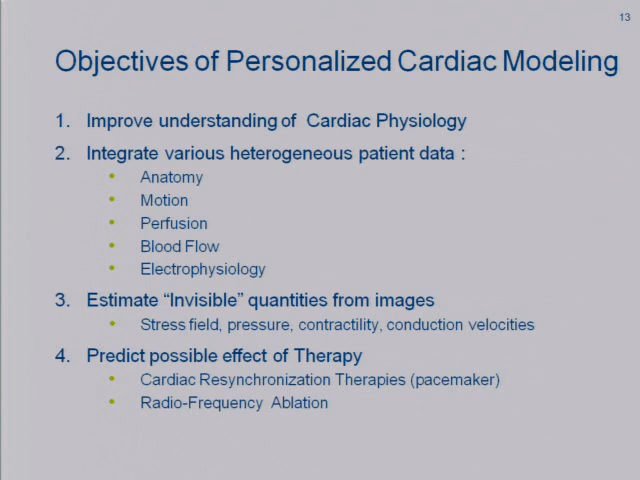 13
Objectives of Personalized Cardiac Modeling
1. Improve understanding of Cardiac Physiology
2. Integrate various heterogeneous patient data :
• Anatomy
• Motion
• Perfusion
• Blood Flow
• Electrophysiology
3. Estimate “Invisible” quantities from images
• Stress field, pressure, contractility, conduction velocities
4. Predict possible effect of Therapy
• Cardiac Resynchronization Therapies (pacemaker)
• Radio-Frequency Ablation